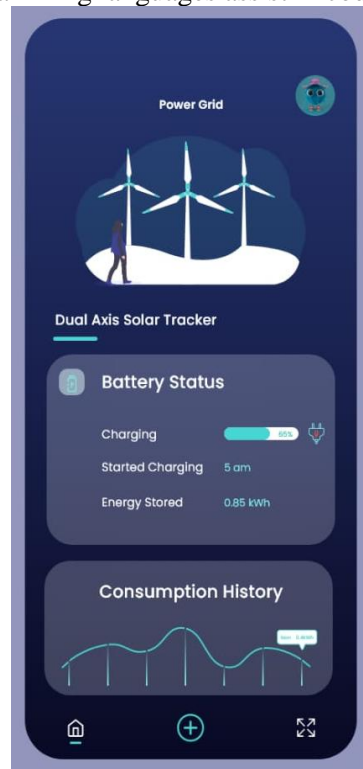 Power Grid
Dual Axis Solar Tracker
Battery Status
Charging 65%
Started Charging 5 am
Energy Stored 0.85 kWh
Consumption History